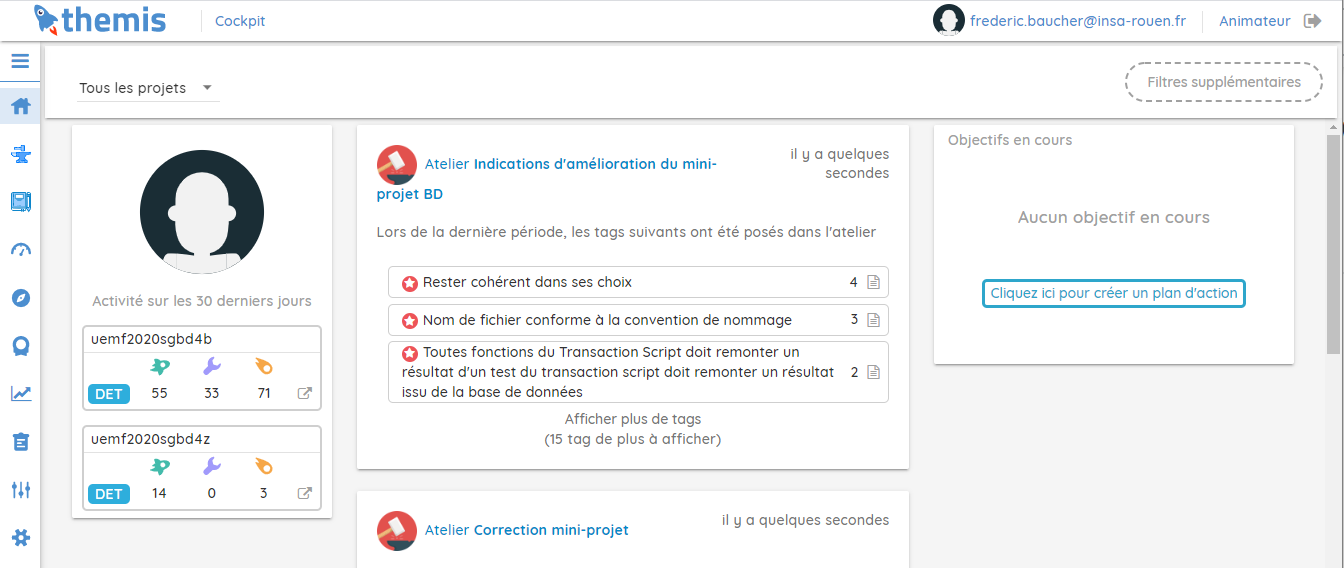 themis
Cockpit
frederic.baucher@insa-rouen.fr
Animateur
Tous les projets
Filtres supplémentaires
Activité sur les 30 derniers jours
uemf2020sgbd4b
DET 55 33 71
uemf2020sgbd4z
DET 14 0 3
Atelier Indications d'amélioration du mini-
projet BD
il y a quelques
secondes
Lors de la dernière période, les tags suivants ont été posés dans l'atelier
Rester cohérent dans ses choix 4
Nom de fichier conforme à la convention de nommage 3
Toutes fonctions du Transaction Script doit remonter un
résultat d'un test du transaction script doit remonter un résultat 2
issu de la base de données
Afficher plus de tags
(15 tag de plus à afficher)
Atelier Correction mini-projet
il y a quelques secondes
Objectifs en cours
Aucun objectif en cours
Cliquez ici pour créer un plan d'action